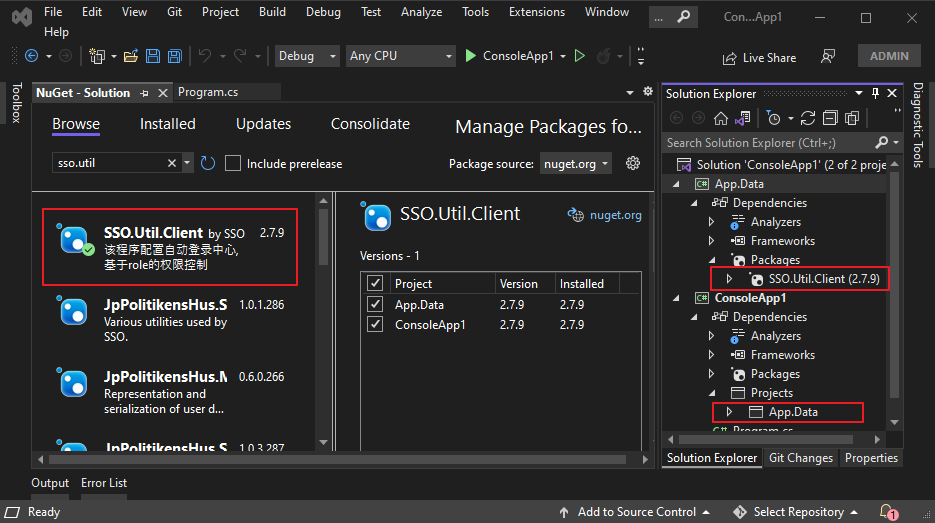 File Edit View Git Project Build Debug Test Analyze Tools Extensions Window ... Con...App1
Help
Debug Any CPU ConsoleApp1 Live Share ADMIN
Toolbox
NuGet - Solution Program.cs
Browse Installed Updates Consolidate Manage Packages fo...
sso.util Include prerelease Package source: nuget.org
SSO.Util.Client by SSO 2.7.9
该程序配置自动登录中心,
基于role的权限控制
JpPolitikensHus.S 1.0.1.286
Various utilities used by
SSO.
JpPolitikensHus.M 0.6.0.266
Representation and
serialization of user d...
JpPolitikensHus.S 1.0.3.287
SSO.Util.Client nuget.org
Versions - 1
Project Version Installed
App.Data 2.7.9 2.7.9
ConsoleApp1 2.7.9 2.7.9
Solution Explorer
Search Solution Explorer (Ctrl+;)
Solution 'ConsoleApp1' (2 of 2 proje
App.Data
Dependencies
Analyzers
Frameworks
Packages
SSO.Util.Client (2.7.9)
ConsoleApp1
Dependencies
Analyzers
Frameworks
Packages
Projects
App.Data
C# Program.cs
Solution Explorer Git Changes Properties
Diagnostic Tools
Output Error List
Ready Add to Source Control Select Repository 1